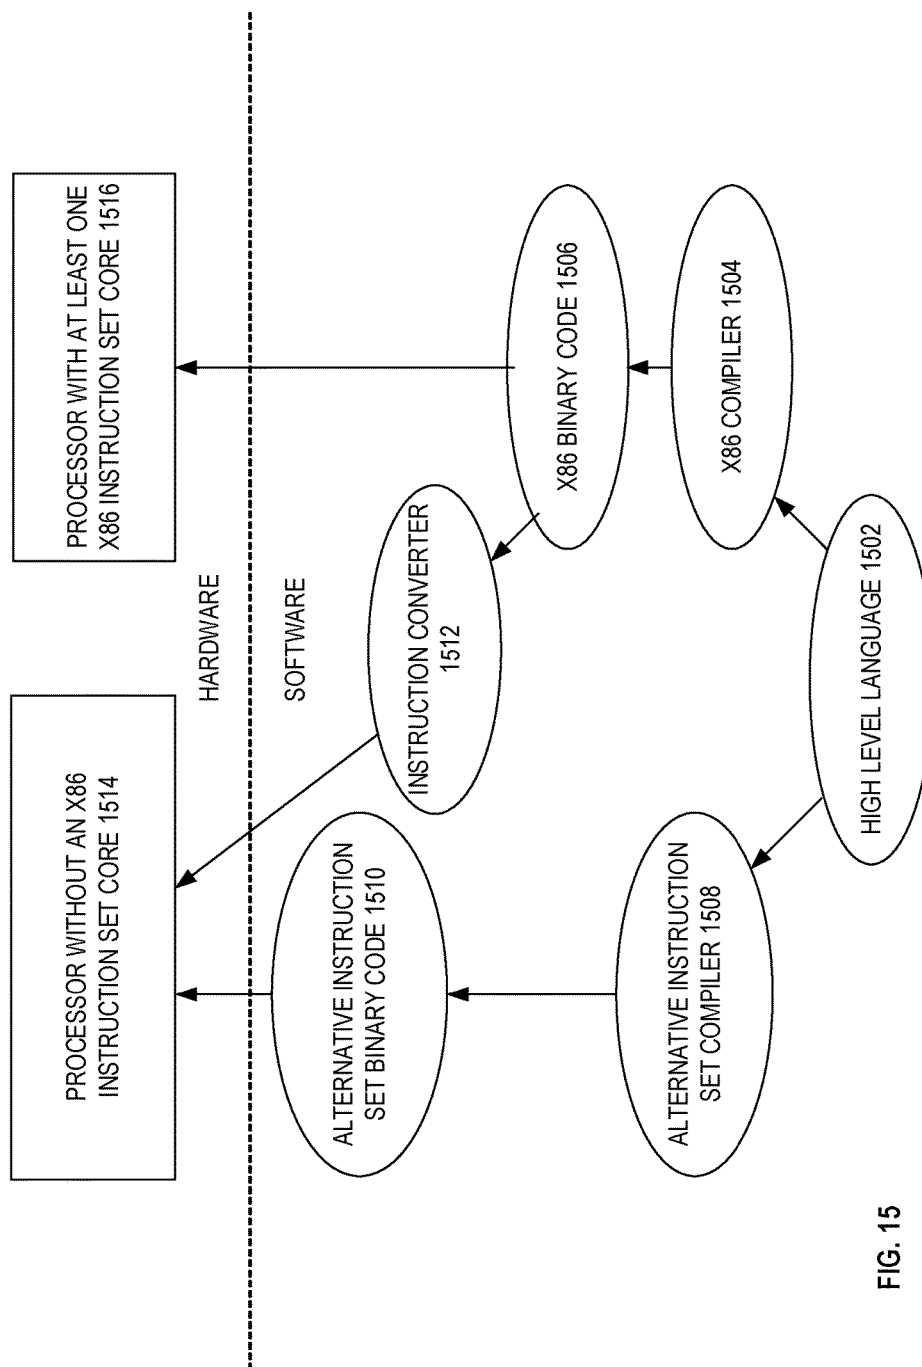 PROCESSOR WITHOUT AN X86
INSTRUCTION SET CORE 1514
PROCESSOR WITH AT LEAST ONE
X86 INSTRUCTION SET CORE 1516
HARDWARE
SOFTWARE
ALTERNATIVE INSTRUCTION
SET BINARY CODE 1510
INSTRUCTION CONVERTER
1512
X86 BINARY CODE 1506
ALTERNATIVE INSTRUCTION
SET COMPILER 1508
X86 COMPILER 1504
HIGH LEVEL LANGUAGE 1502
FIG. 15